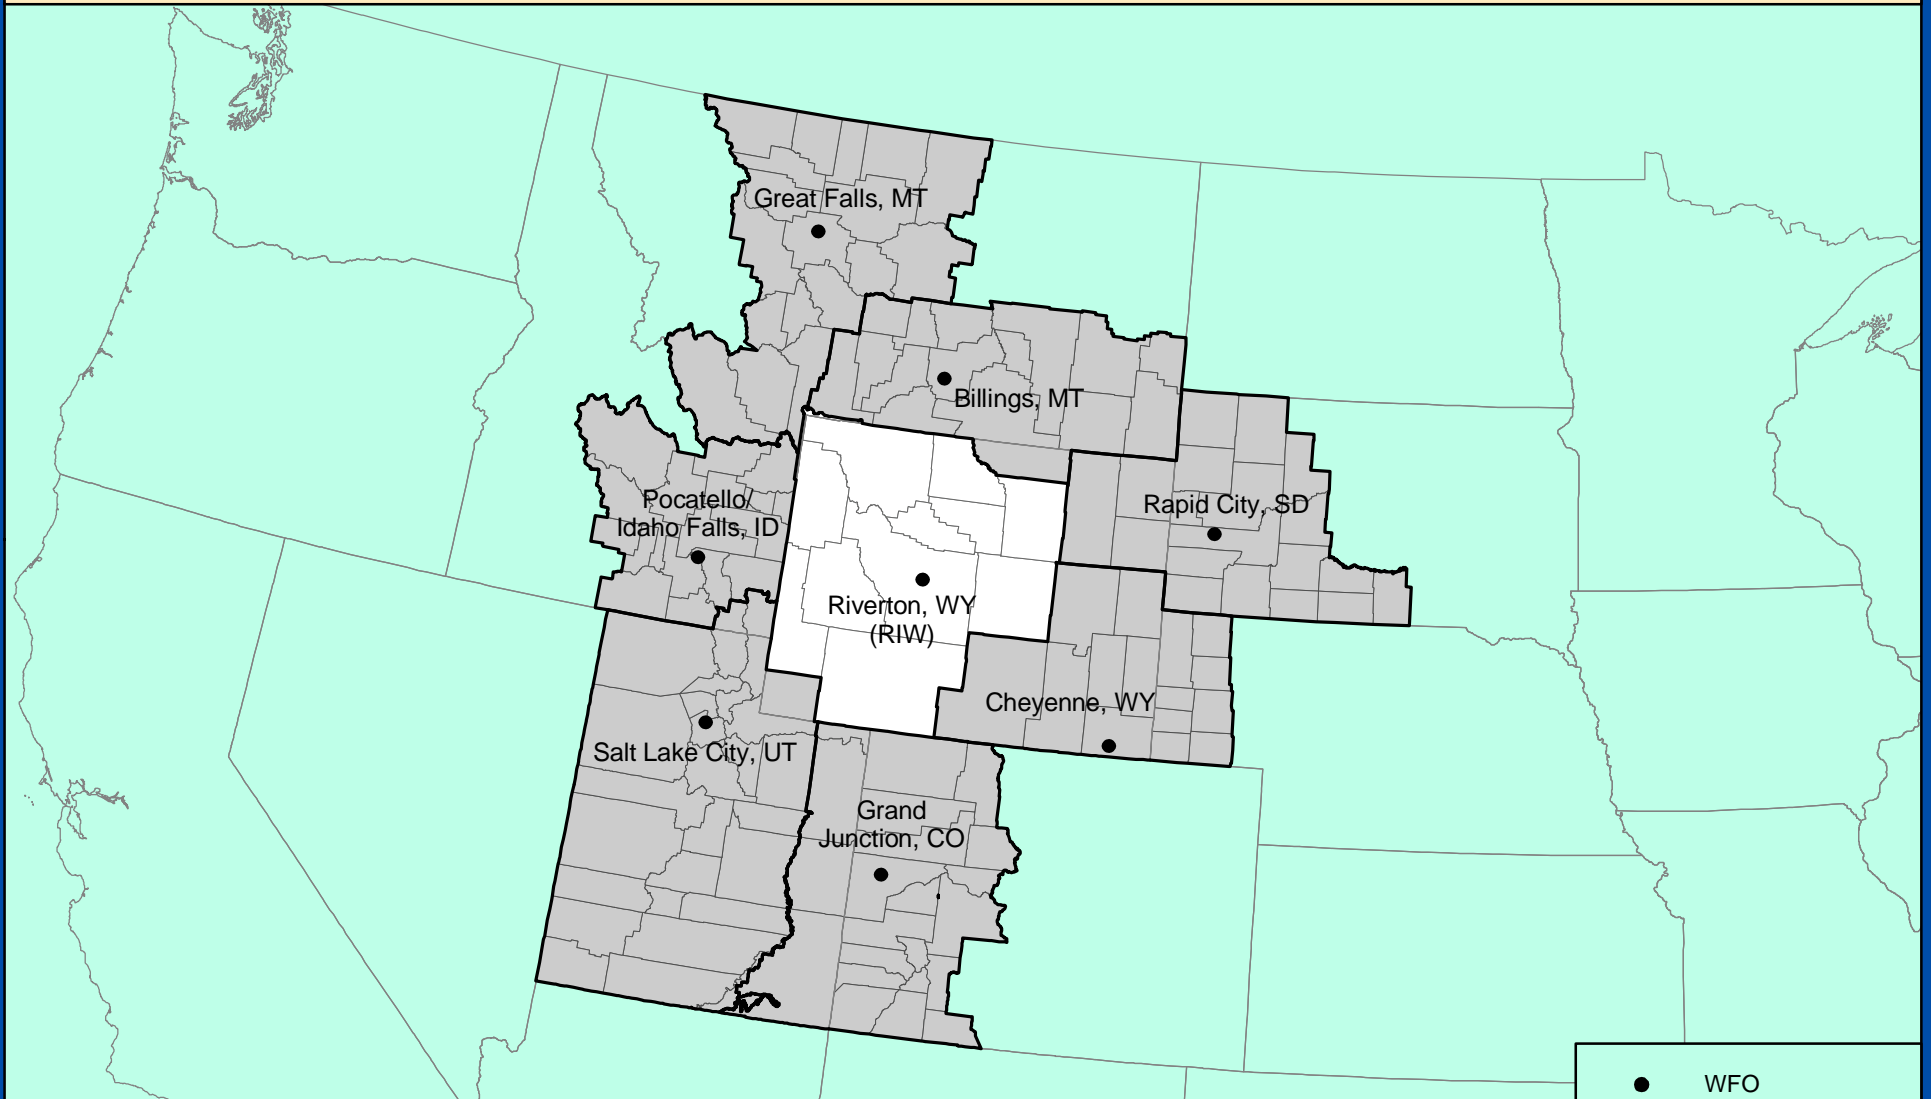 Great Falls, MT
Billings, MT
Pocatello/
Idaho Falls, ID
Rapid City, SD
Riverton, WY
(RIW)
Cheyenne, WY
Salt Lake City, UT
Grand
Junction, CO
WFO